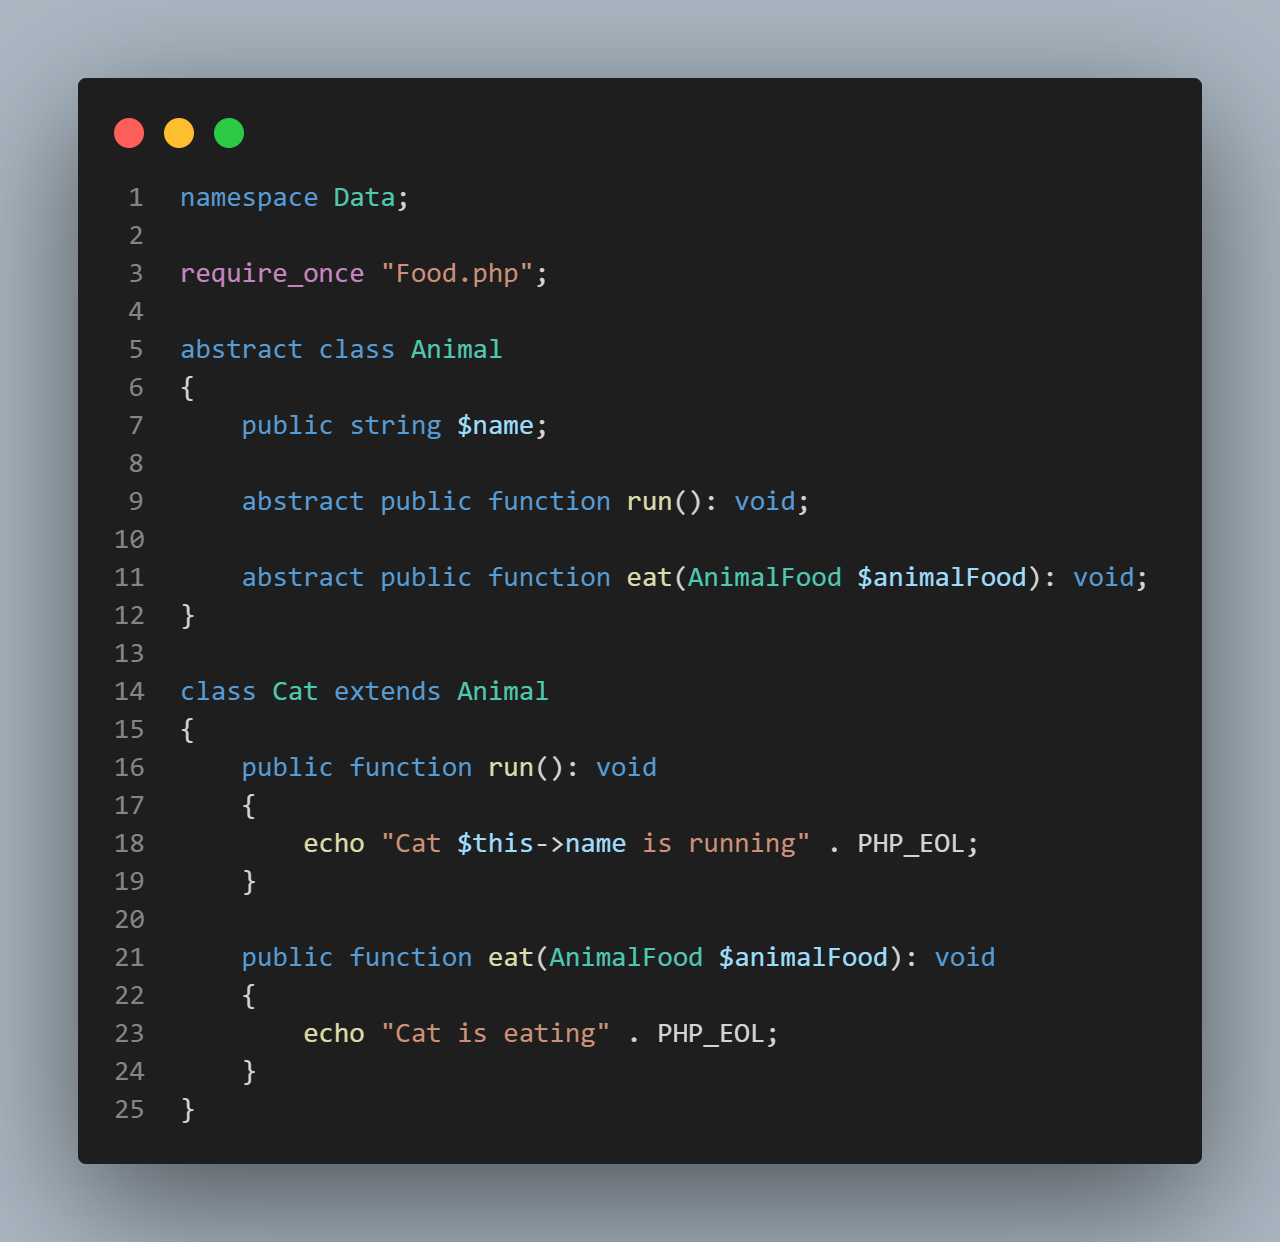 1 namespace Data;
2
3 require_once "Food.php";
4
5 abstract class Animal
6 {
7     public string $name;
8
9     abstract public function run(): void;
10
11     abstract public function eat(AnimalFood $animalFood): void;
12 }
13
14 class Cat extends Animal
15 {
16     public function run(): void
17     {
18         echo "Cat $this->name is running" . PHP_EOL;
19     }
20
21     public function eat(AnimalFood $animalFood): void
22     {
23         echo "Cat is eating" . PHP_EOL;
24     }
25 }